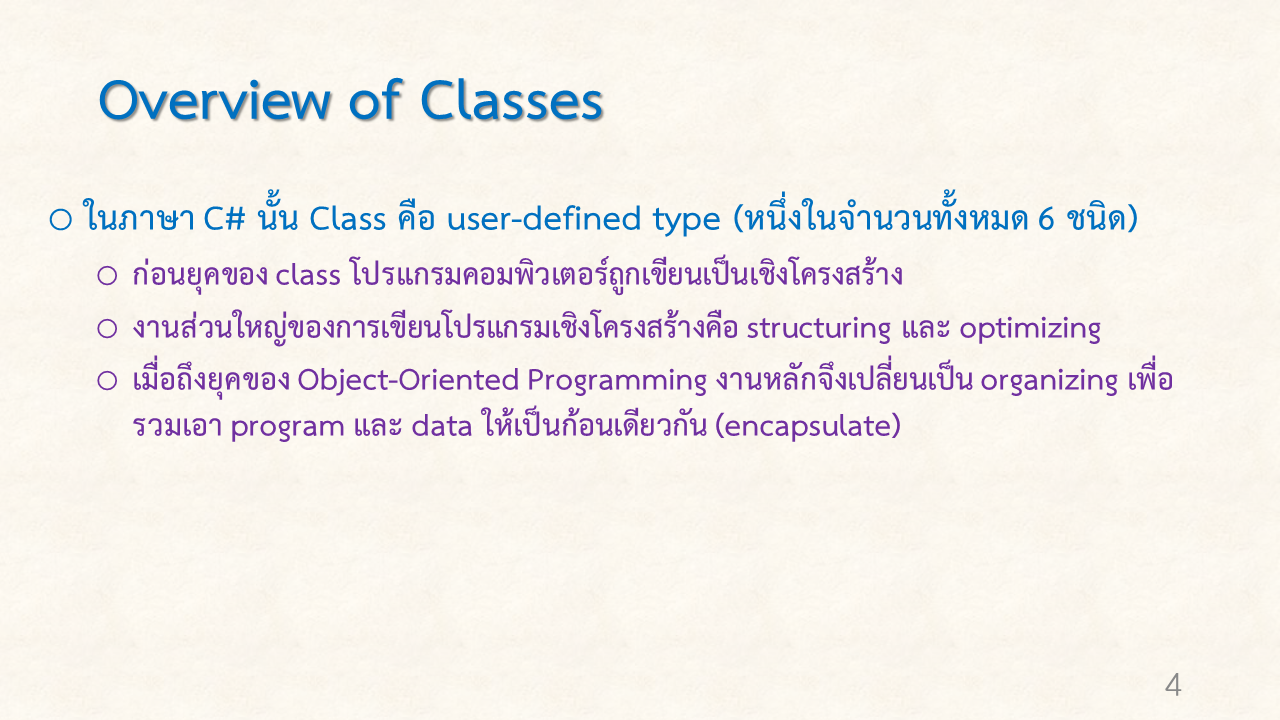 Overview of Classes
ในภาษา C# นั้น Class คือ user-defined type (หนึ่งในจำนวนทั้งหมด 6 ชนิด)
ก่อนยุคของ class โปรแกรมคอมพิวเตอร์ถูกเขียนเป็นเชิงโครงสร้าง
งานส่วนใหญ่ของการเขียนโปรแกรมเชิงโครงสร้างคือ structuring และ optimizing
เมื่อถึงยุคของ Object-Oriented Programming งานหลักจึงเปลี่ยนเป็น organizing เพื่อ
รวมเอา program และ data ให้เป็นก้อนเดียวกัน (encapsulate)
4